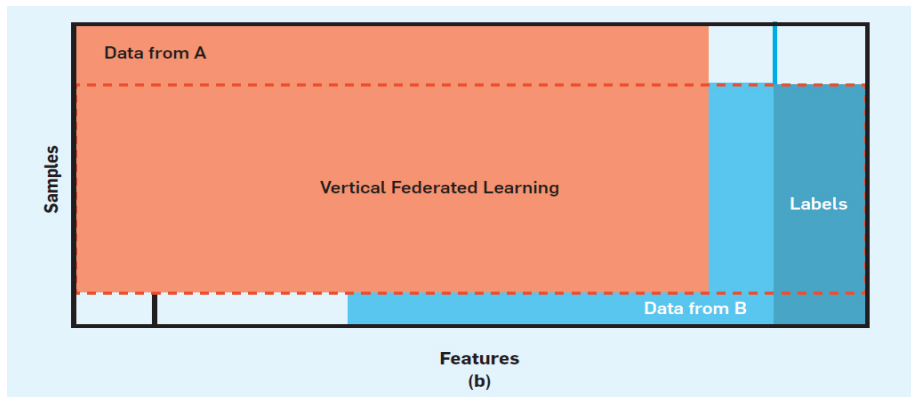 Data from A
Samples
Vertical Federated Learning
Labels
Data from B
Features
(b)